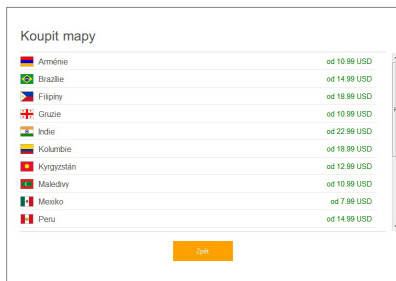 Koupit mapy
Arménie od 10.99 USD
Brazílie od 14.99 USD
Filipíny od 18.99 USD
Gruzie od 10.99 USD
Indie od 22.99 USD
Kolumbie od 18.99 USD
Kyrgyzstán od 12.99 USD
Maledivy od 10.99 USD
Mexiko od 7.99 USD
Peru od 14.99 USD
Zpět